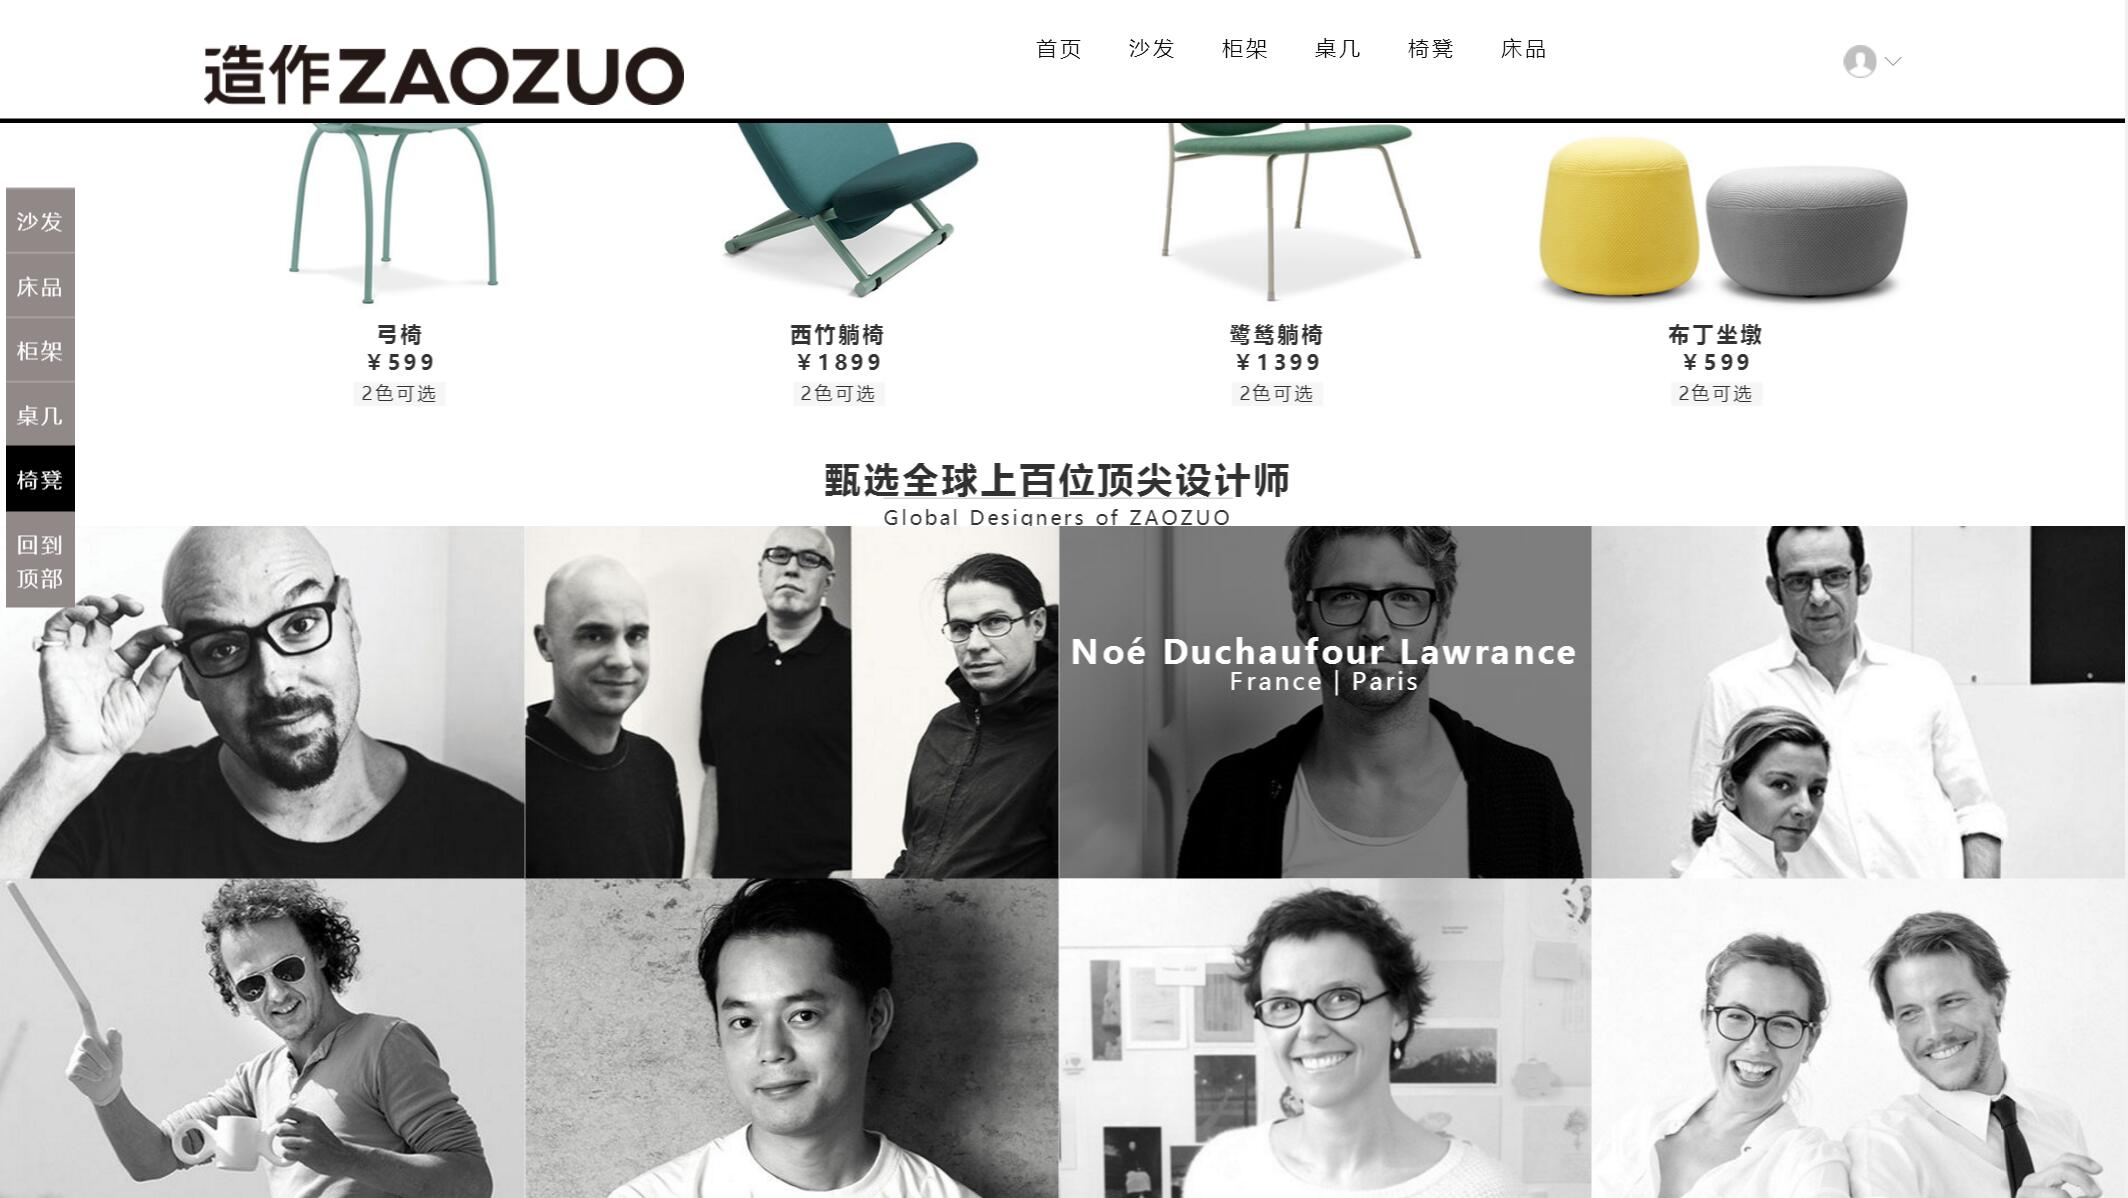 造作ZAOZUO
首页 沙发 柜架 桌几 椅凳 床品
沙发
床品
柜架
桌几
椅凳
回到
顶部
弓椅
¥599
2色可选
西竹躺椅
¥1899
2色可选
鹭鸶躺椅
¥1399
2色可选
布丁坐墩
¥599
2色可选
甄选全球上百位顶尖设计师
Global Designers of ZAOZUO
Noé Duchaufour Lawrance
France | Paris